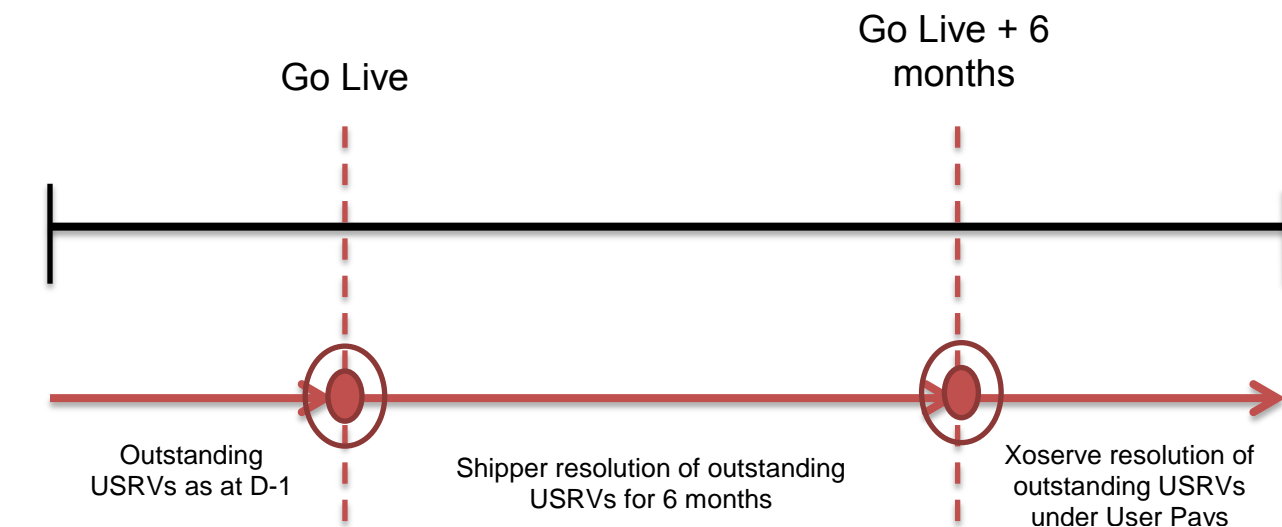 Go Live
Go Live + 6
months
Outstanding
USRVs as at D-1
Shipper resolution of outstanding
USRVs for 6 months
Xoserve resolution of
outstanding USRVs
under User Pays